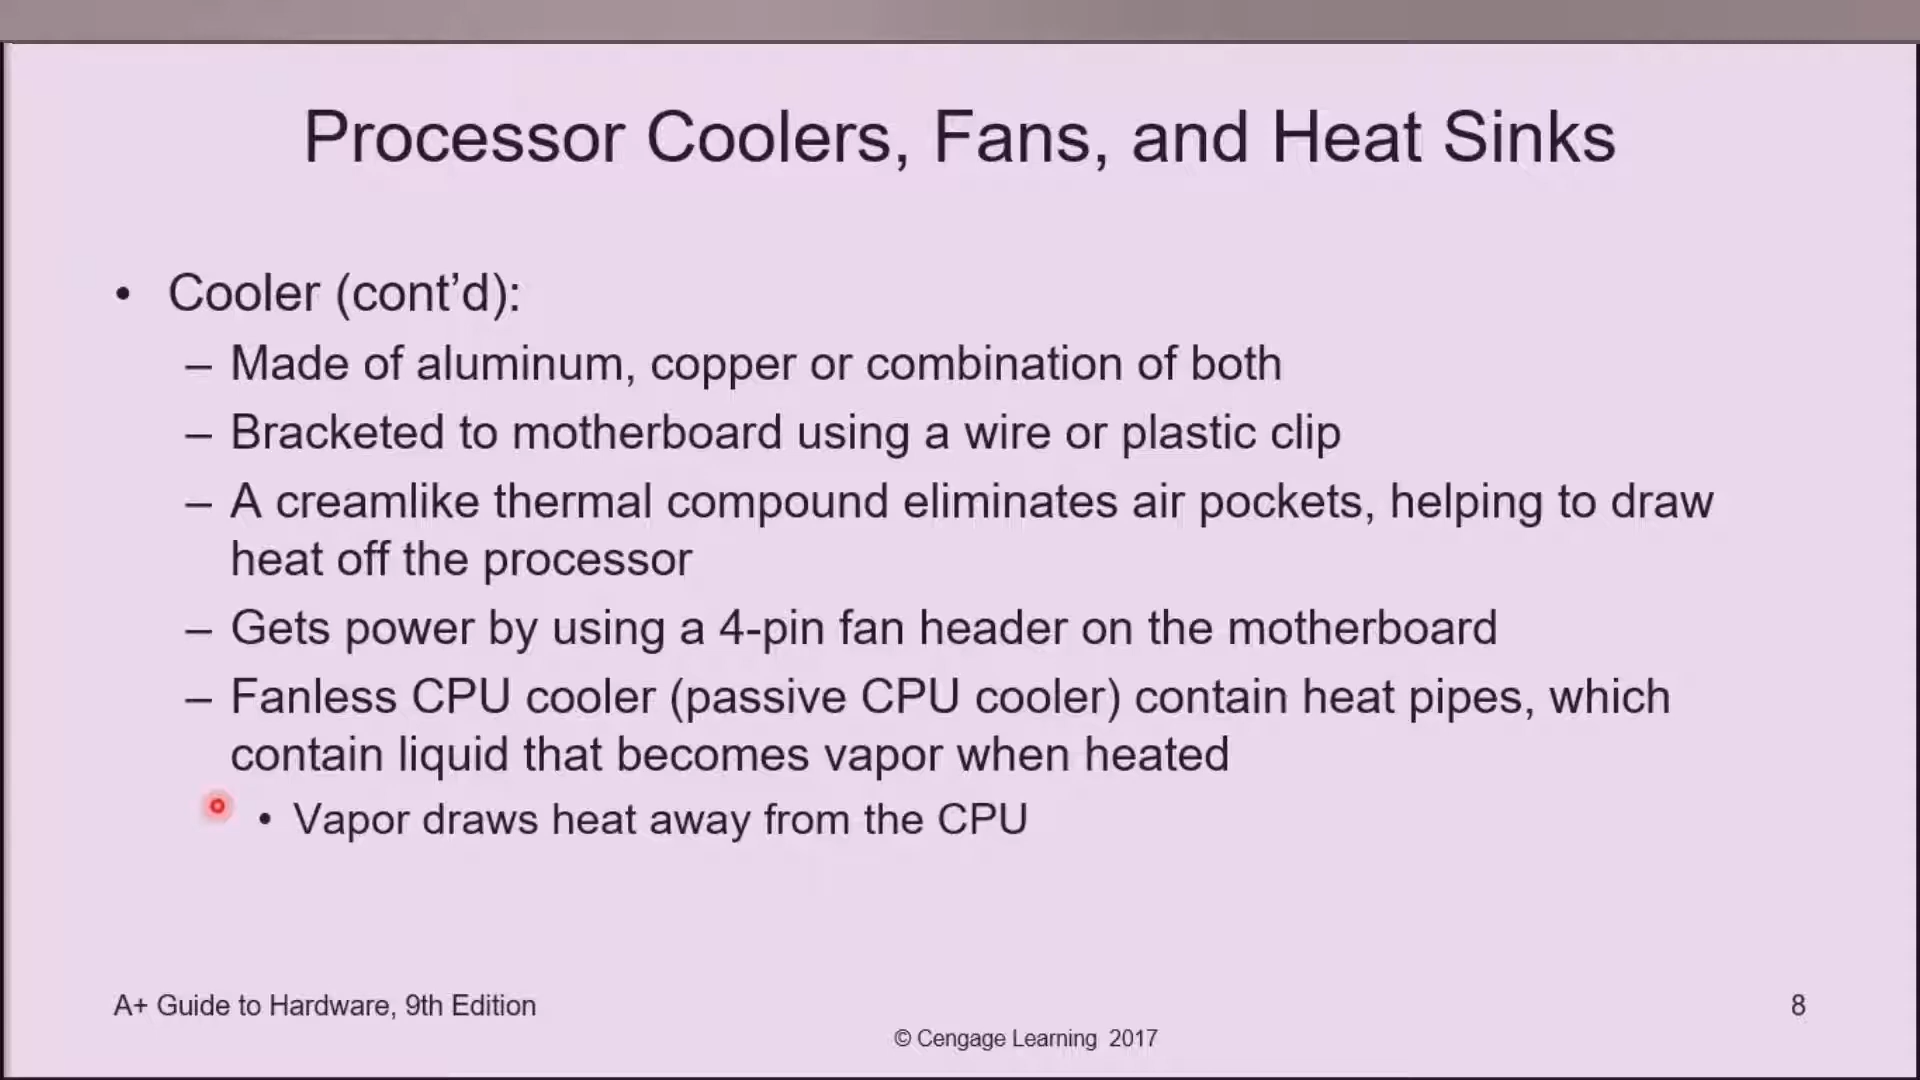 Processor Coolers, Fans, and Heat Sinks
• Cooler (cont’d):
– Made of aluminum, copper or combination of both
– Bracketed to motherboard using a wire or plastic clip
– A creamlike thermal compound eliminates air pockets, helping to draw
heat off the processor
– Gets power by using a 4-pin fan header on the motherboard
– Fanless CPU cooler (passive CPU cooler) contain heat pipes, which
contain liquid that becomes vapor when heated
• Vapor draws heat away from the CPU
A+ Guide to Hardware, 9th Edition
8
© Cengage Learning 2017